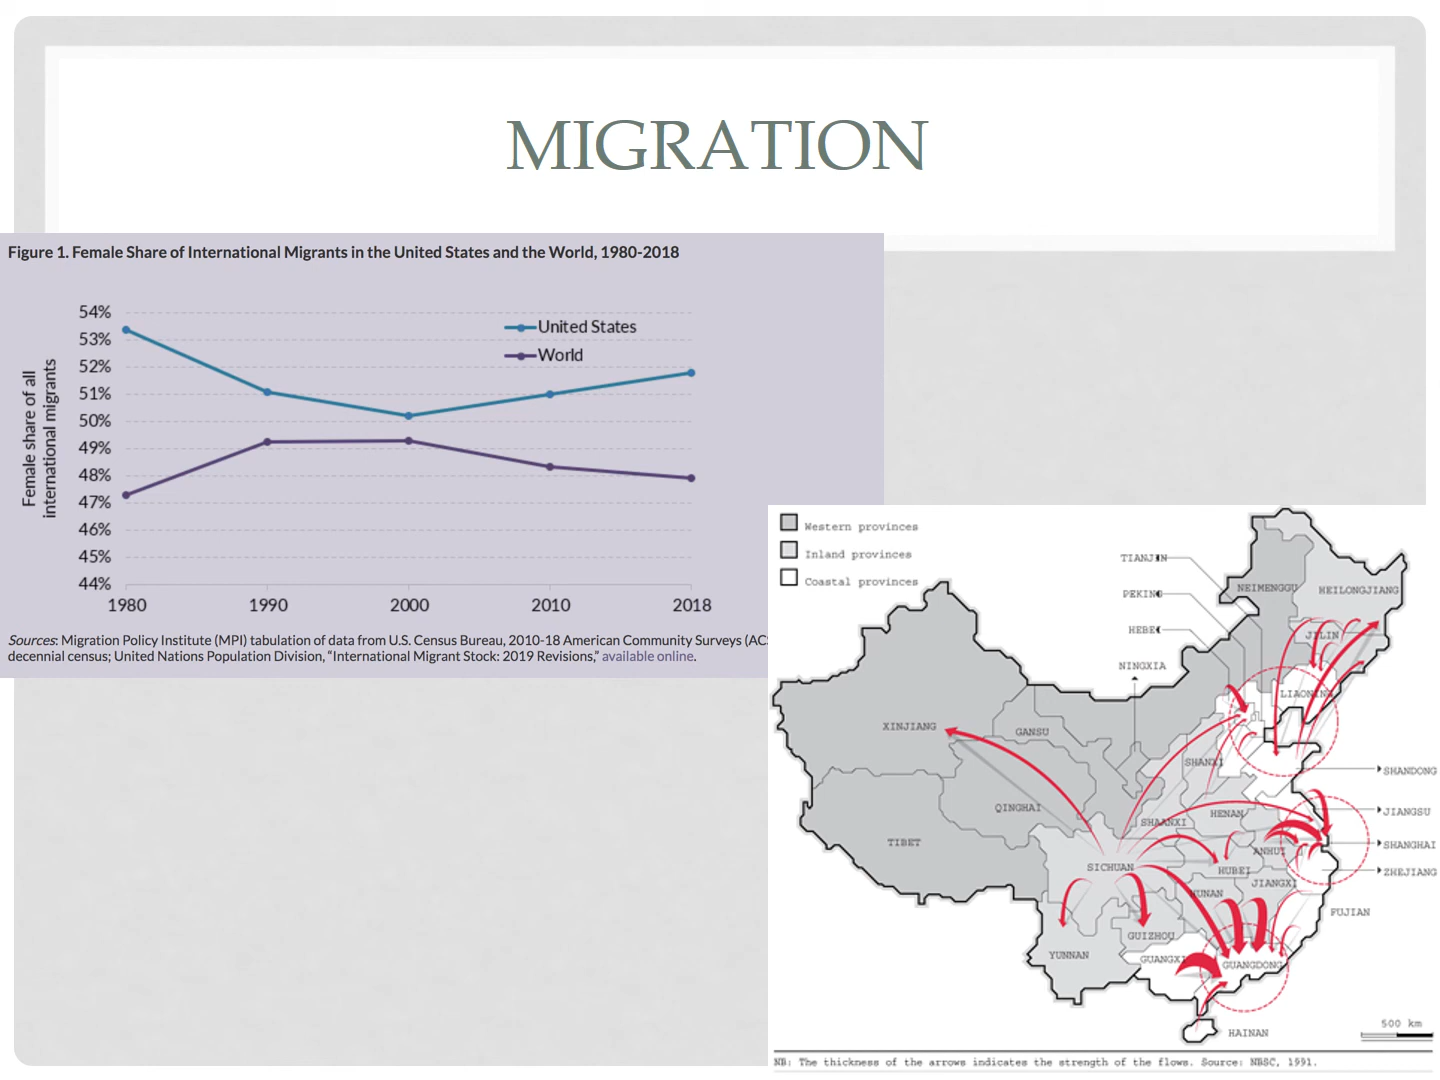 MIGRATION
Figure 1. Female Share of International Migrants in the United States and the World, 1980-2018
Female share of all
international migrants
54%
53%
52%
51%
50%
49%
48%
47%
46%
45%
44%
United States
World
1980
1990
2000
2010
2018
Sources: Migration Policy Institute (MPI) tabulation of data from U.S. Census Bureau, 2010-18 American Community Surveys (ACS
decennial census; United Nations Population Division, “International Migrant Stock: 2019 Revisions,” available online.
Western provinces
Inland provinces
Coastal provinces
TIANJIN
PEKIN
HEBE
NINGXIA
NEIMENGGU
HEILONGJIANG
JILIN
LIAONING
XINJIANG
GANSU
SHANXI
SHANDONG
QINGHAI
SHAANXI
HENAN
JIANGSU
TIBET
ANHUI
SHANGHAI
SICHUAN
HUBEI
ZHEJIANG
HUNAN
JIANGXI
FUJIAN
GUIZHOU
YUNNAN
GUANGXI
GUANGDONG
HAINAN
500 km
NB: The thickness of the arrows indicates the strength of the flows. Source: NBSC, 1991.